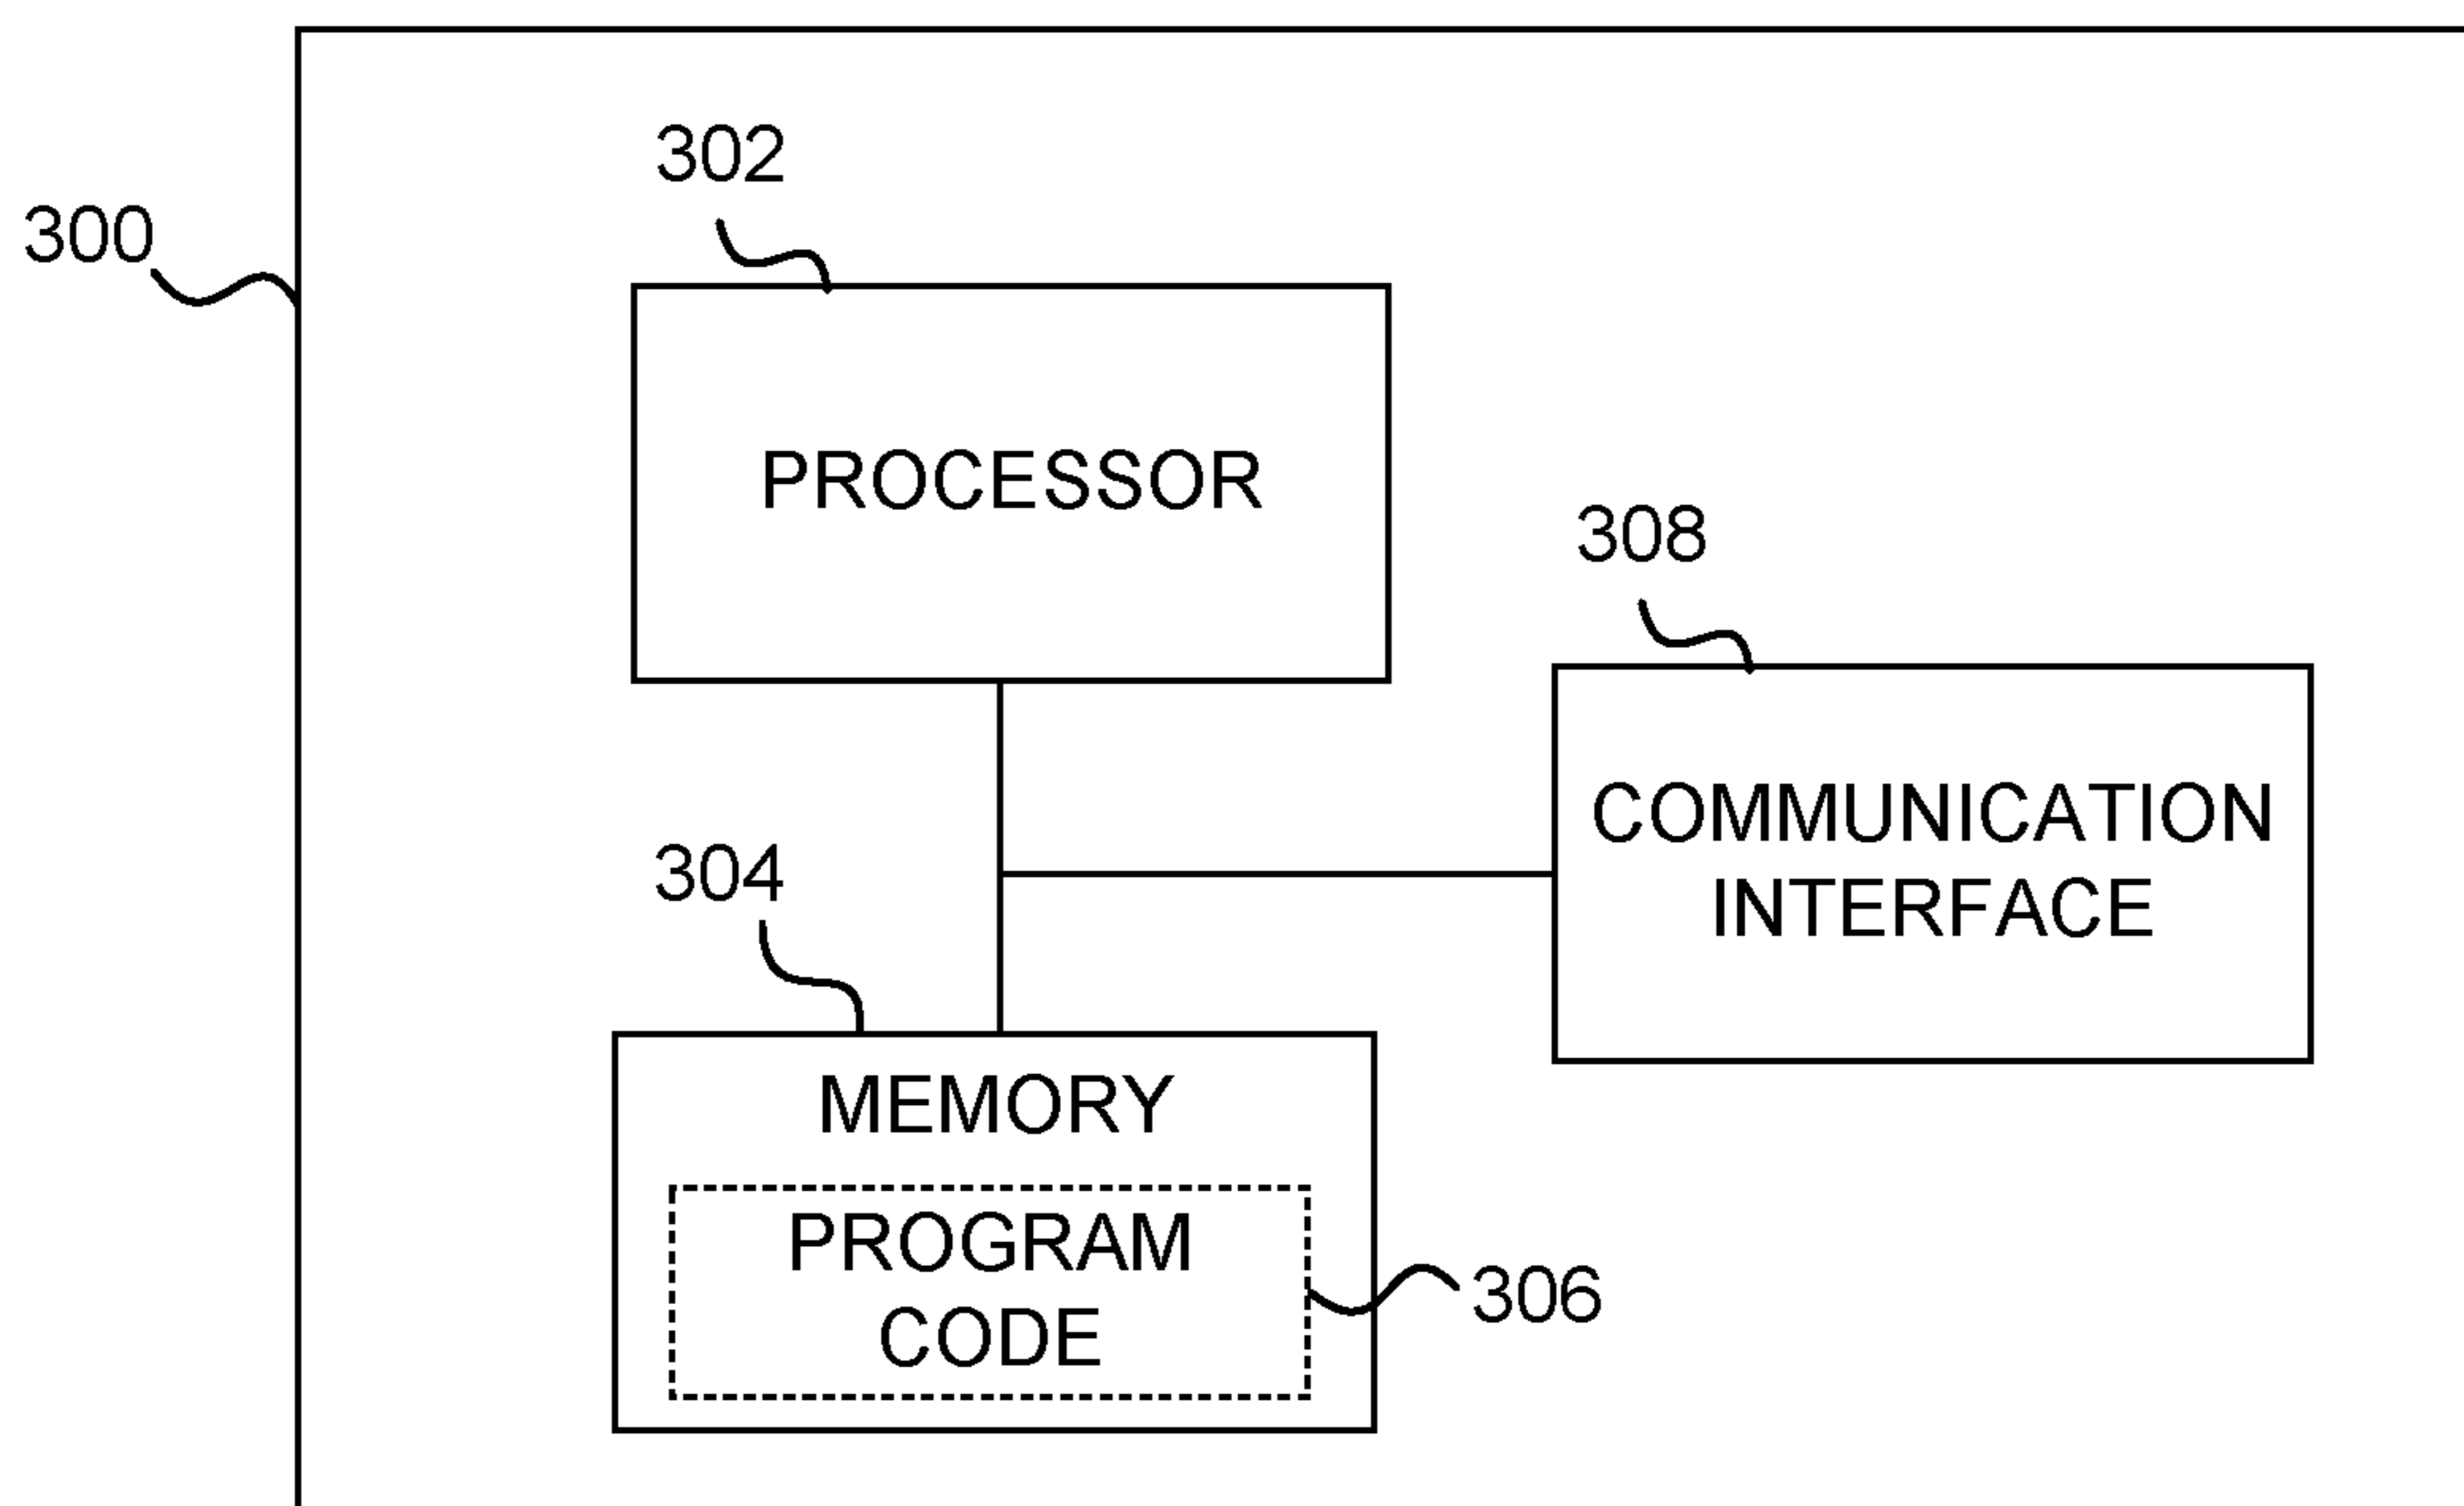 302
300
PROCESSOR
308
COMMUNICATION
INTERFACE
304
MEMORY
PROGRAM
CODE
306